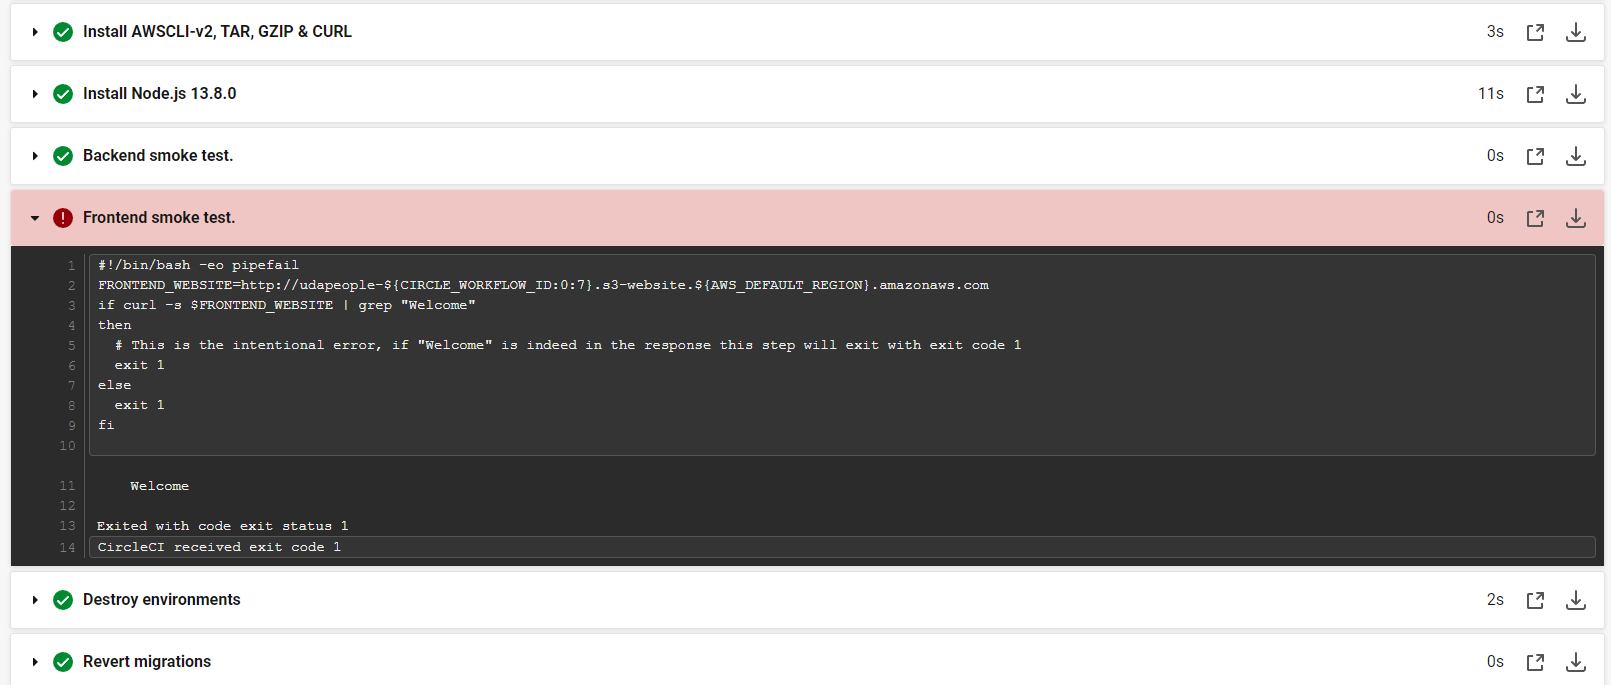 Install AWSCLI-v2, TAR, GZIP & CURL 3s
Install Node.js 13.8.0 11s
Backend smoke test. 0s
Frontend smoke test. 0s
1 #!/bin/bash -eo pipefail
2 FRONTEND_WEBSITE=http://udapeople-${CIRCLE_WORKFLOW_ID:0:7}.s3-website.${AWS_DEFAULT_REGION}.amazonaws.com
3 if curl -s $FRONTEND_WEBSITE | grep "Welcome"
4 then
5   # This is the intentional error, if "Welcome" is indeed in the response this step will exit with exit code 1
6   exit 1
7 else
8   exit 1
9 fi
10
11     Welcome
12
13 Exited with code exit status 1
14 CircleCI received exit code 1
Destroy environments 2s
Revert migrations 0s